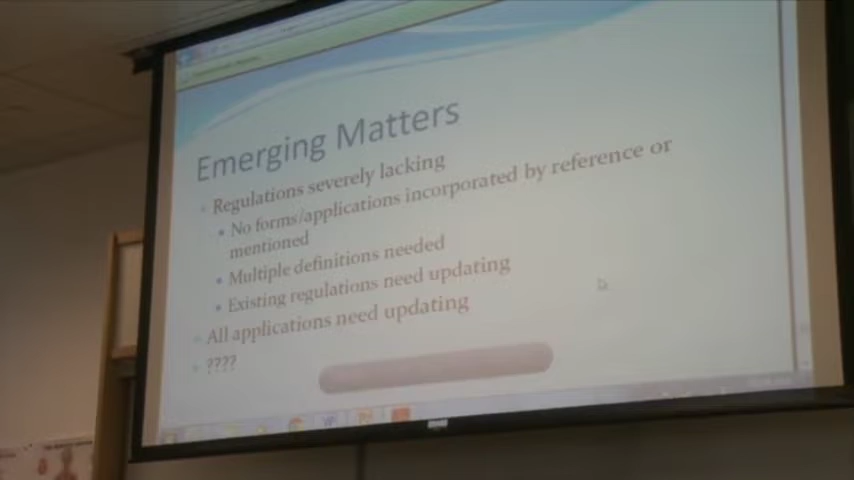 Emerging Matters
Regulations severely lacking
No forms/applications incorporated by reference or
mentioned
Multiple definitions needed
Existing regulations need updating
All applications need updating
????